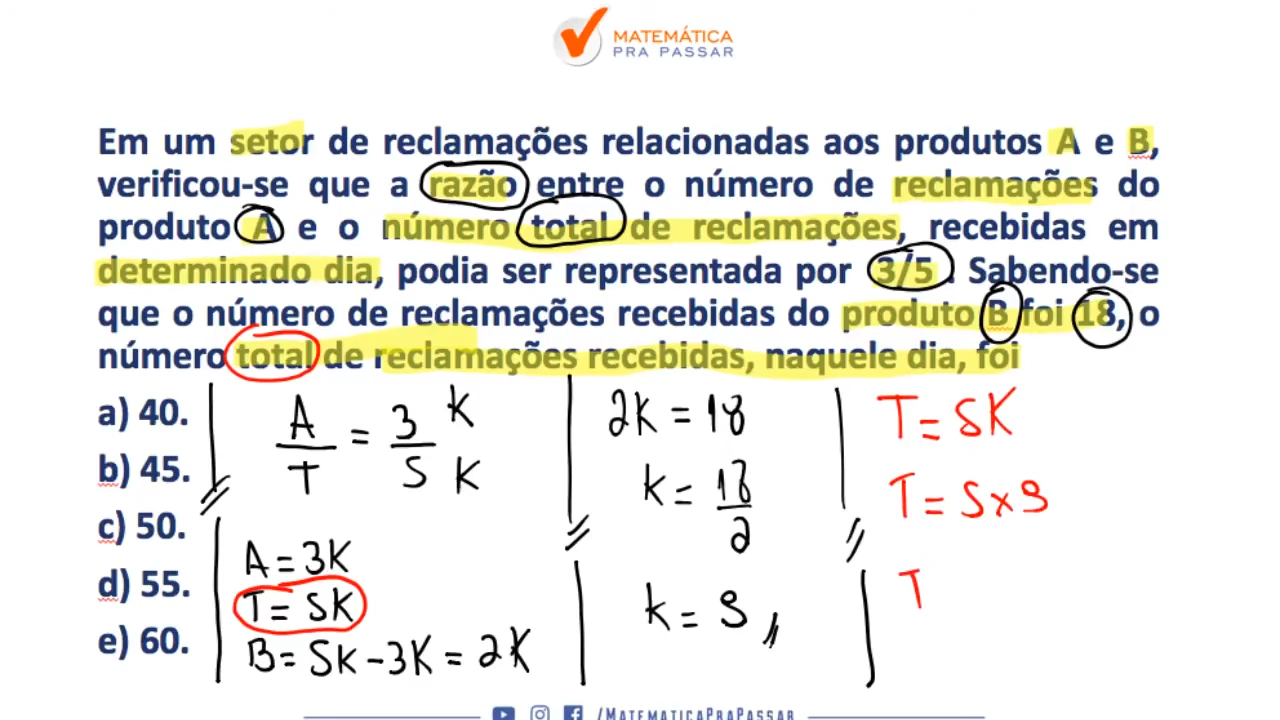 MATEMÁTICA
PRA PASSAR
Em um setor de reclamações relacionadas aos produtos A e B,
verificou-se que a razão entre o número de reclamações do
produto A e o número total de reclamações, recebidas em
determinado dia, podia ser representada por 3/5. Sabendo-se
que o número de reclamações recebidas do produto B foi 18, o
número total de reclamações recebidas, naquele dia, foi
a) 40.
b) 45.
c) 50.
d) 55.
e) 60.
A/T = 3/5 K/K
A = 3K
T = 5K
B = 5K - 3K = 2K
2K = 18
K = 18/2
K = 9
T = 5K
T = 5 x 9
T
/MATEMATICAPRAPASSAR